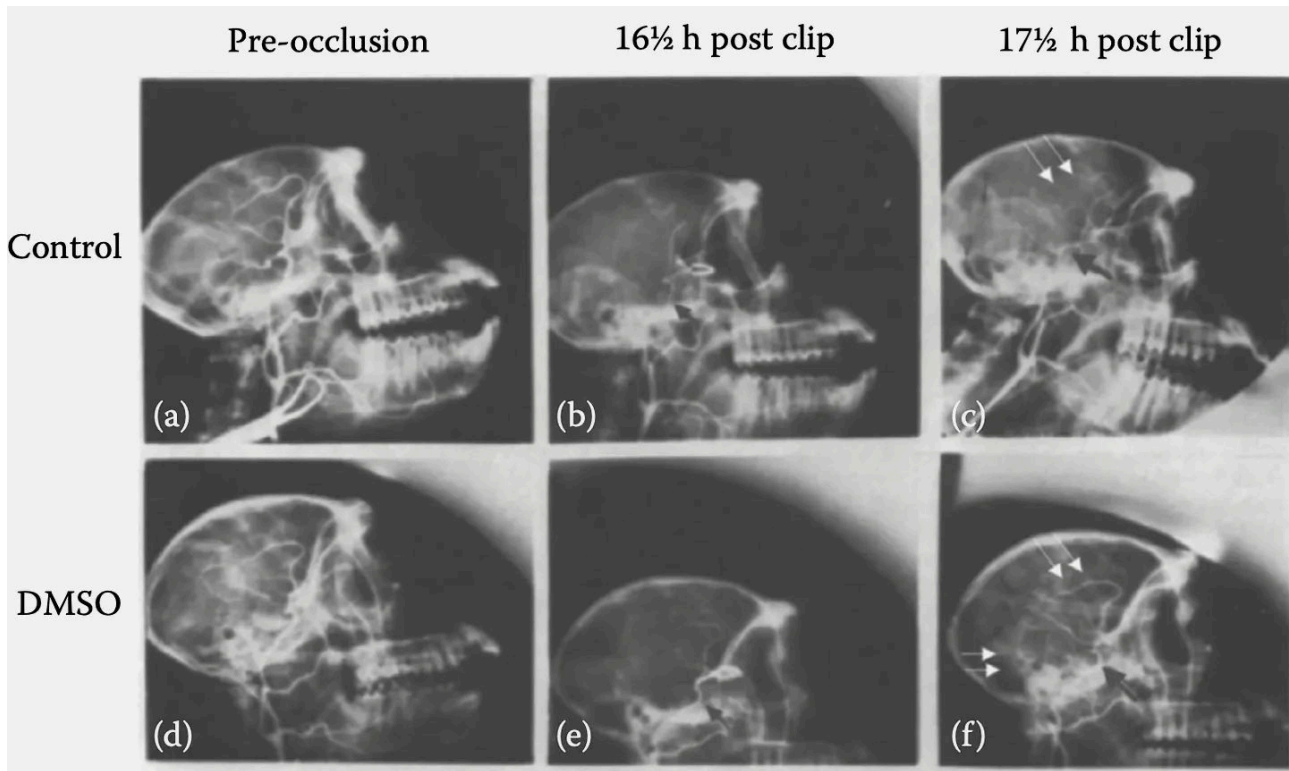 Pre-occlusion 16½ h post clip 17½ h post clip
Control
(a) (b) (c)
DMSO
(d) (e) (f)